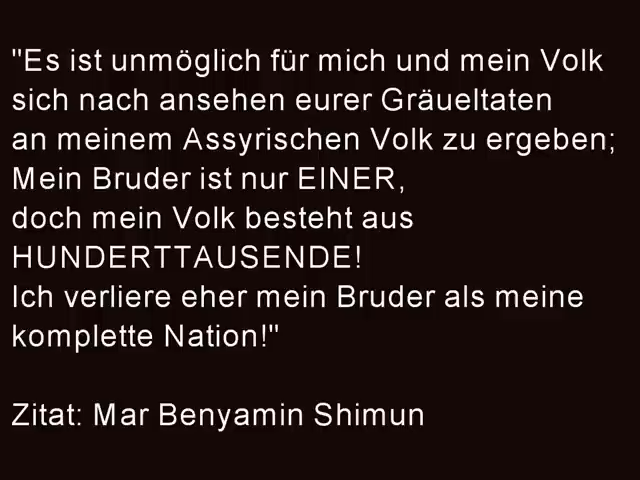 "Es ist unmöglich für mich und mein Volk
sich nach ansehen eurer Gräueltaten
an meinem Assyrischen Volk zu ergeben;
Mein Bruder ist nur EINER,
doch mein Volk besteht aus
HUNDERTTAUSENDE!
Ich verliere eher mein Bruder als meine
komplette Nation!"
Zitat: Mar Benyamin Shimun